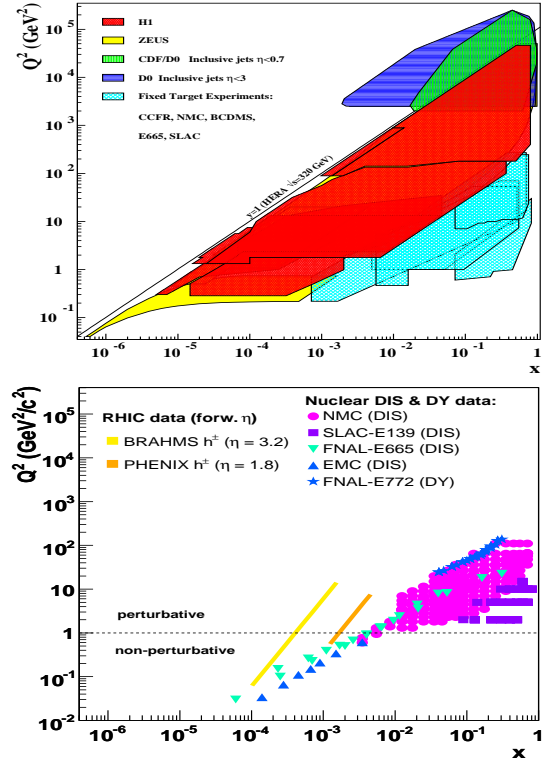 Q² (GeV²)
10⁵
10⁴
10³
10²
10
1
10⁻¹
H1
ZEUS
CDF/D0 Inclusive jets η<0.7
D0 Inclusive jets η<3
Fixed Target Experiments:
CCFR, NMC, BCDMS,
E665, SLAC
y=1 (HERA √s=320 GeV)
10⁻⁶ 10⁻⁵ 10⁻⁴ 10⁻³ 10⁻² 10⁻¹ 1
x
Q² (GeV²/c²)
10⁵
10⁴
10³
10²
10
1
10⁻¹
10⁻²
RHIC data (forw. η)
BRAHMS h± (η = 3.2)
PHENIX h± (η = 1.8)
Nuclear DIS & DY data:
NMC (DIS)
SLAC-E139 (DIS)
FNAL-E665 (DIS)
EMC (DIS)
FNAL-E772 (DY)
perturbative
non-perturbative
10⁻⁶ 10⁻⁵ 10⁻⁴ 10⁻³ 10⁻² 10⁻¹ 1
x